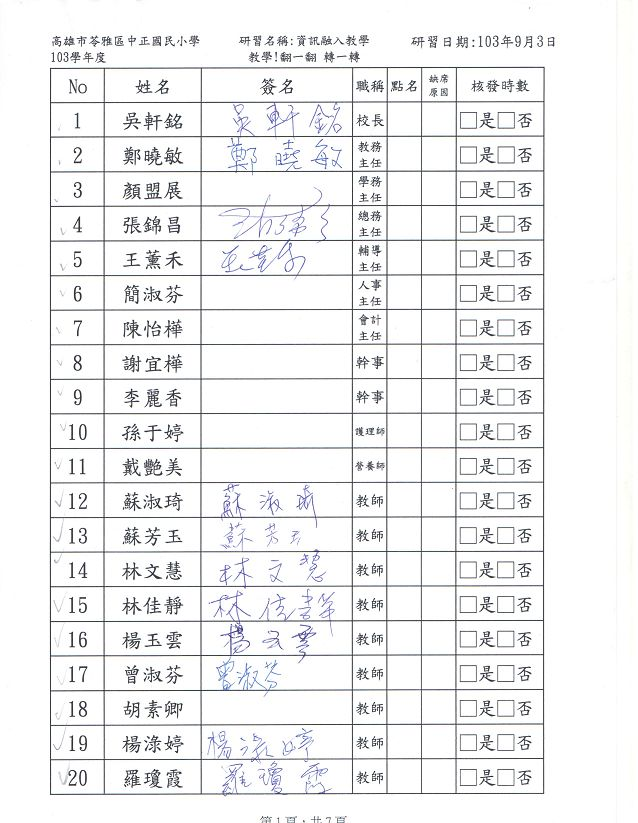 高雄市苓雅區中正國民小學 研習名稱:資訊融入教學 研習日期:103年9月3日
103學年度 教學!翻一翻 轉一轉
No 姓名 簽名 職稱 點名 缺席原因 核發時數
1 吳軒銘 吳軒銘 校長 □是□否
2 鄭曉敏 鄭曉敏 教務主任 □是□否
3 顏盟展 學務主任 □是□否
4 張錦昌 總務主任 □是□否
5 王薰禾 輔導主任 □是□否
6 簡淑芬 人事主任 □是□否
7 陳怡樺 會計主任 □是□否
8 謝宜樺 幹事 □是□否
9 李麗香 幹事 □是□否
10 孫于婷 護理師 □是□否
11 戴艷美 營養師 □是□否
12 蘇淑琦 蘇淑琦 教師 □是□否
13 蘇芳玉 蘇芳玉 教師 □是□否
14 林文慧 林文慧 教師 □是□否
15 林佳靜 林佳靜 教師 □是□否
16 楊玉雲 楊玉雲 教師 □是□否
17 曾淑芬 曾淑芬 教師 □是□否
18 胡素卿 教師 □是□否
19 楊淥婷 楊淥婷 教師 □是□否
20 羅瓊霞 羅瓊霞 教師 □是□否
第1頁，共7頁